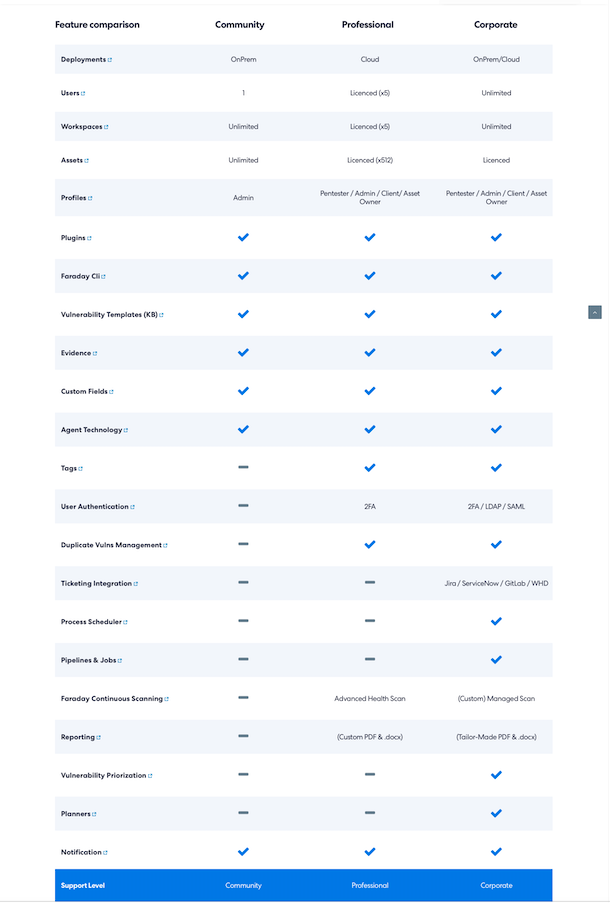 Feature comparison Community Professional Corporate
Deployments OnPrem Cloud OnPrem/Cloud
Users 1 Licenced (x5) Unlimited
Workspaces Unlimited Licenced (x5) Unlimited
Assets Unlimited Licenced (x512) Licenced
Profiles Admin Pentester / Admin / Client/ Asset Owner Pentester / Admin / Client / Asset Owner
Plugins
Faraday Cli
Vulnerability Templates (KB)
Evidence
Custom Fields
Agent Technology
Tags
User Authentication 2FA 2FA / LDAP / SAML
Duplicate Vulns Management
Ticketing Integration Jira / ServiceNow / GitLab / WHD
Process Scheduler
Pipelines & Jobs
Faraday Continuous Scanning Advanced Health Scan (Custom) Managed Scan
Reporting (Custom PDF & .docx) (Tailor-Made PDF & .docx)
Vulnerability Priorization
Planners
Notification
Support Level Community Professional Corporate